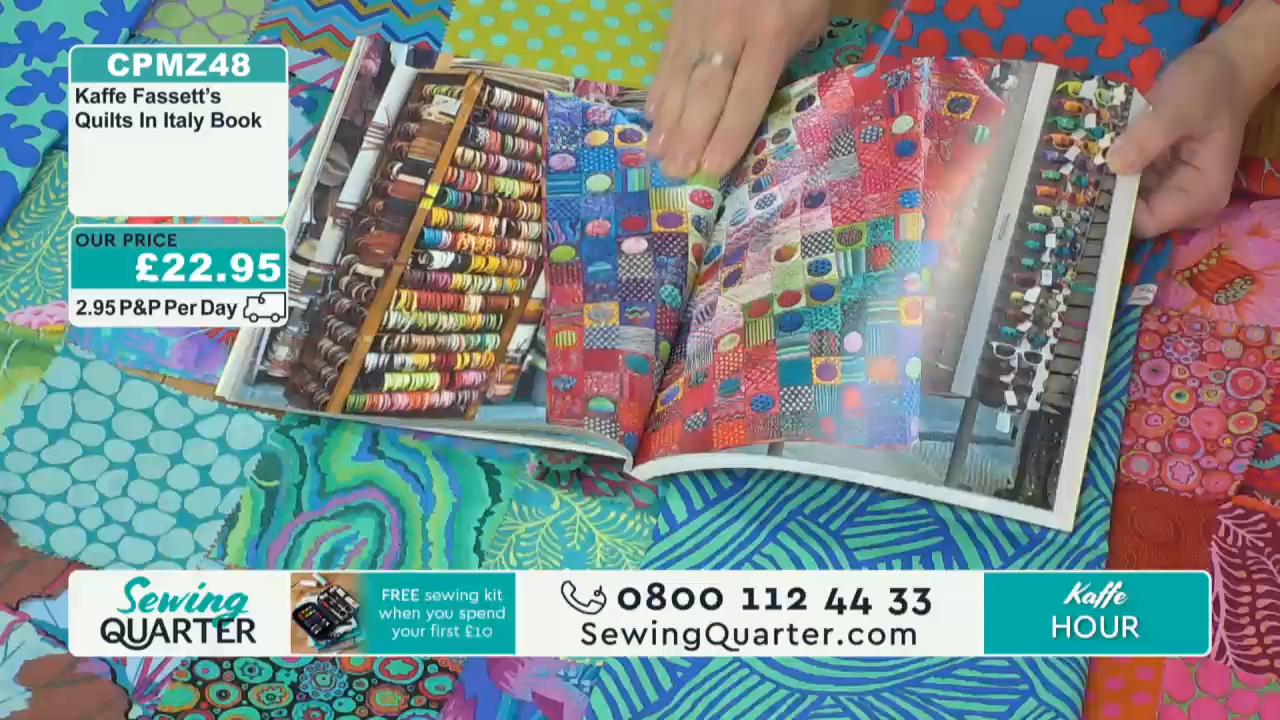 CPMZ48
Kaffe Fassett's
Quilts In Italy Book
OUR PRICE
£22.95
2.95 P&P Per Day
Sewing
QUARTER
FREE sewing kit
when you spend
your first £10
0800 112 44 33
SewingQuarter.com
Kaffe
HOUR